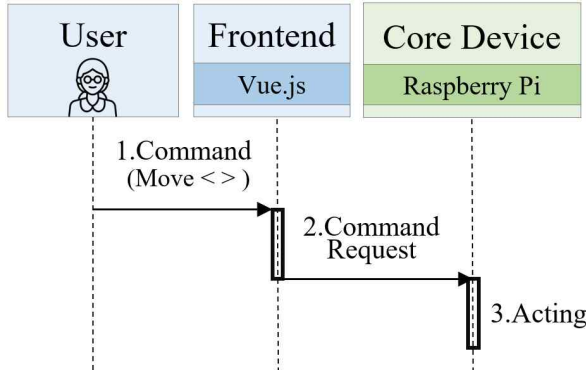 User
Frontend
Core Device
Vue.js
Raspberry Pi
1.Command
(Move < > )
2.Command
Request
3.Acting